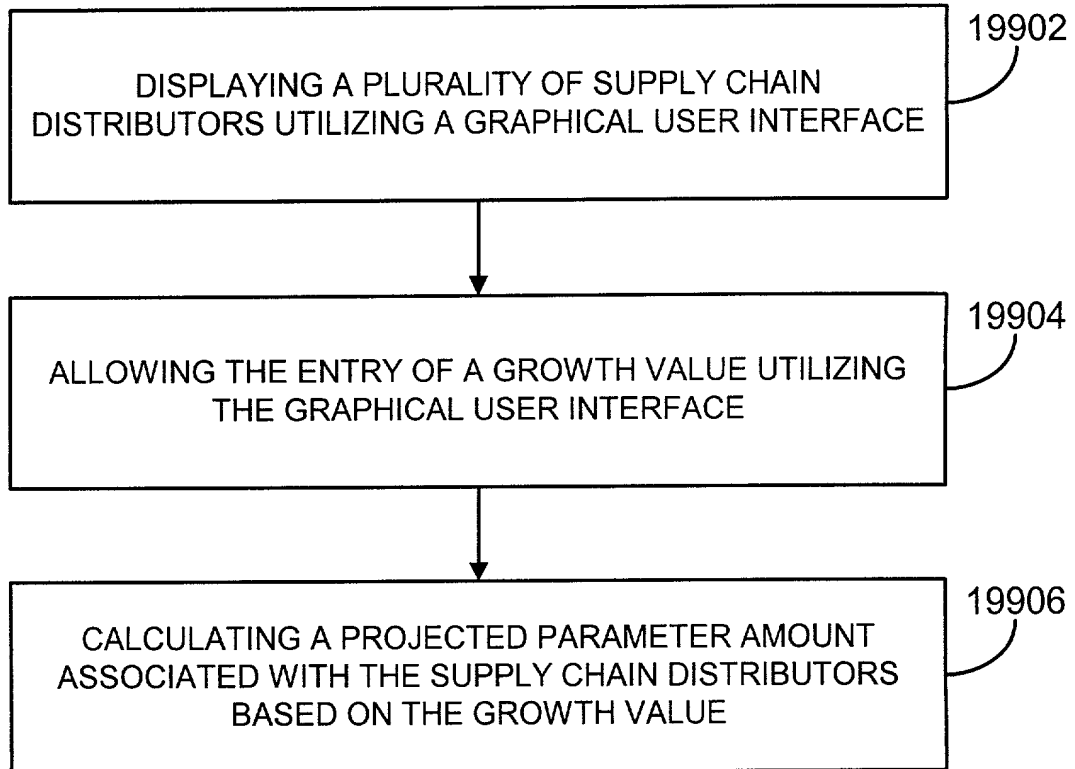 19902
DISPLAYING A PLURALITY OF SUPPLY CHAIN
DISTRIBUTORS UTILIZING A GRAPHICAL USER INTERFACE
19904
ALLOWING THE ENTRY OF A GROWTH VALUE UTILIZING
THE GRAPHICAL USER INTERFACE
19906
CALCULATING A PROJECTED PARAMETER AMOUNT
ASSOCIATED WITH THE SUPPLY CHAIN DISTRIBUTORS
BASED ON THE GROWTH VALUE